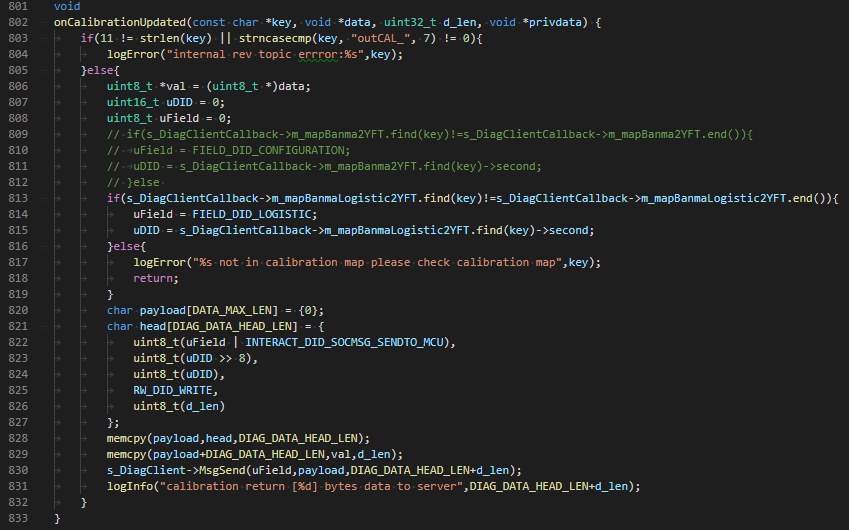 801 void
802 onCalibrationUpdated(const char *key, void *data, uint32_t d_len, void *privdata) {
803 if(11 != strlen(key) || strncasecmp(key, "outCAL_", 7) != 0){
804 logError("internal rev topic errror:%s",key);
805 }else{
806 uint8_t *val = (uint8_t *)data;
807 uint16_t uDID = 0;
808 uint8_t uField = 0;
809 // if(s_DiagClientCallback->m_mapBanma2YFT.find(key)!=s_DiagClientCallback->m_mapBanma2YFT.end()){
810 // uField = FIELD_DID_CONFIGURATION;
811 // uDID = s_DiagClientCallback->m_mapBanma2YFT.find(key)->second;
812 // }else
813 if(s_DiagClientCallback->m_mapBanmaLogistic2YFT.find(key)!=s_DiagClientCallback->m_mapBanmaLogistic2YFT.end()){
814 uField = FIELD_DID_LOGISTIC;
815 uDID = s_DiagClientCallback->m_mapBanmaLogistic2YFT.find(key)->second;
816 }else{
817 logError("%s not in calibration map please check calibration map",key);
818 return;
819 }
820 char payload[DATA_MAX_LEN] = {0};
821 char head[DIAG_DATA_HEAD_LEN] = {
822 uint8_t(uField | INTERACT_DID_SOCMSG_SENDTO_MCU),
823 uint8_t(uDID >> 8),
824 uint8_t(uDID),
825 RW_DID_WRITE,
826 uint8_t(d_len)
827 };
828 memcpy(payload,head,DIAG_DATA_HEAD_LEN);
829 memcpy(payload+DIAG_DATA_HEAD_LEN,val,d_len);
830 s_DiagClient->MsgSend(uField,payload,DIAG_DATA_HEAD_LEN+d_len);
831 logInfo("calibration return [%d] bytes data to server",DIAG_DATA_HEAD_LEN+d_len);
832 }
833 }